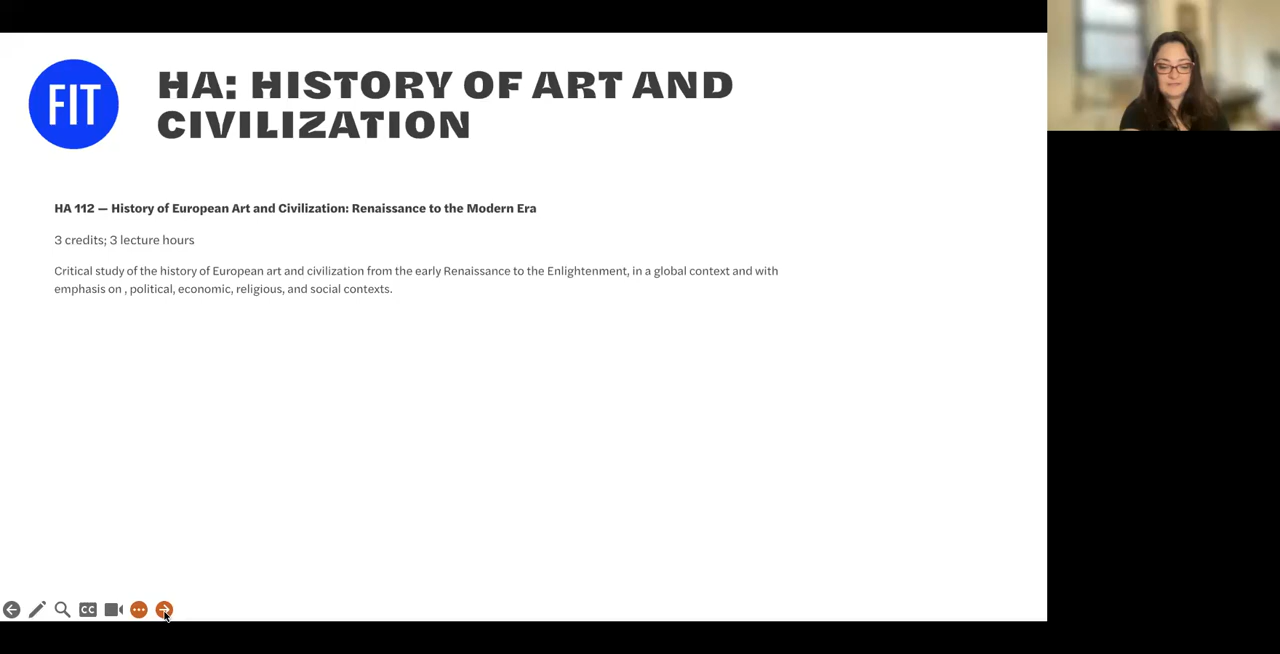 FIT
HA: HISTORY OF ART AND
CIVILIZATION
HA 112 — History of European Art and Civilization: Renaissance to the Modern Era
3 credits; 3 lecture hours
Critical study of the history of European art and civilization from the early Renaissance to the Enlightenment, in a global context and with
emphasis on , political, economic, religious, and social contexts.
CC